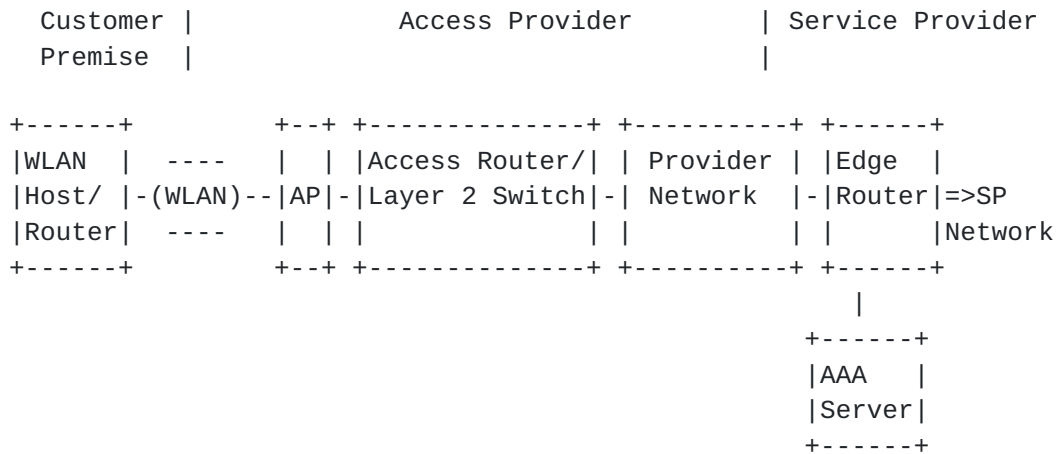 Customer |             Access Provider        | Service Provider
Premise  |                                    |
+------+         +--+ +--------------+ +----------+ +------+
|WLAN  |  ----   |  | |Access Router/| | Provider | |Edge  |
|Host/ |-(WLAN)--|AP|-|Layer 2 Switch|-| Network  |-|Router|=>SP
|Router|  ----   |  | |              | |          | |      |Network
+------+         +--+ +--------------+ +----------+ +------+
|
+------+
|AAA   |
|Server|
+------+